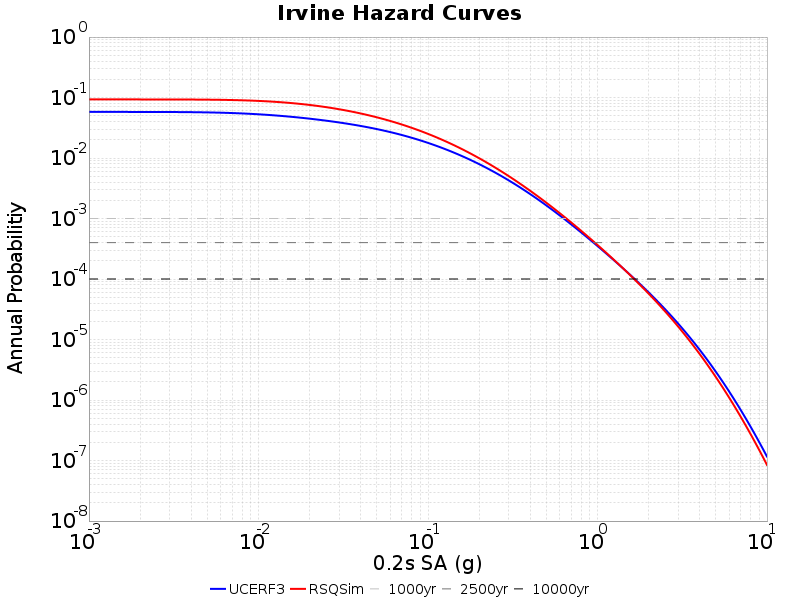 Irvine Hazard Curves
Annual Probabilitiy
10^0
10^-1
10^-2
10^-3
10^-4
10^-5
10^-6
10^-7
10^-8
10^-3 10^-2 10^-1 10^0 10^1
0.2s SA (g)
UCERF3 RSQSim 1000yr 2500yr 10000yr